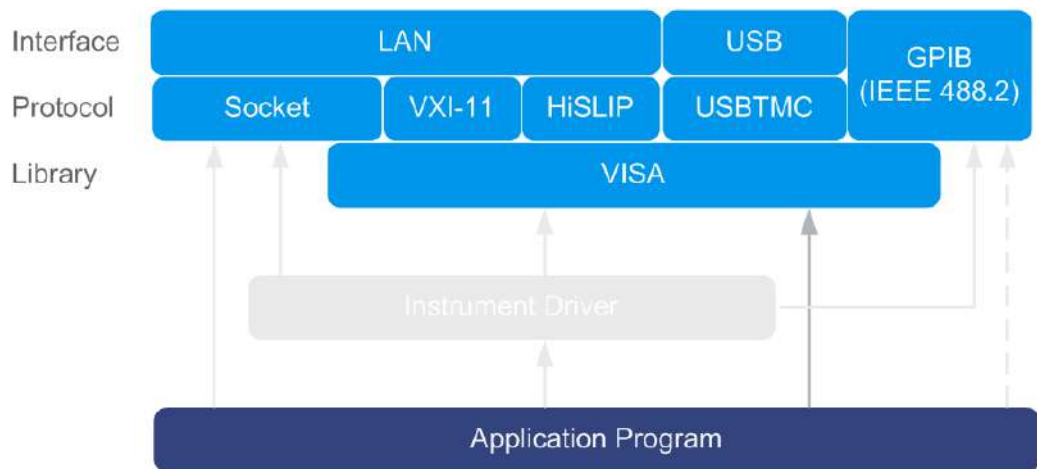 Interface
LAN
USB
GPIB
(IEEE 488.2)
Protocol
Socket
VXI-11
HiSLIP
USBTMC
Library
VISA
Instrument Driver
Application Program